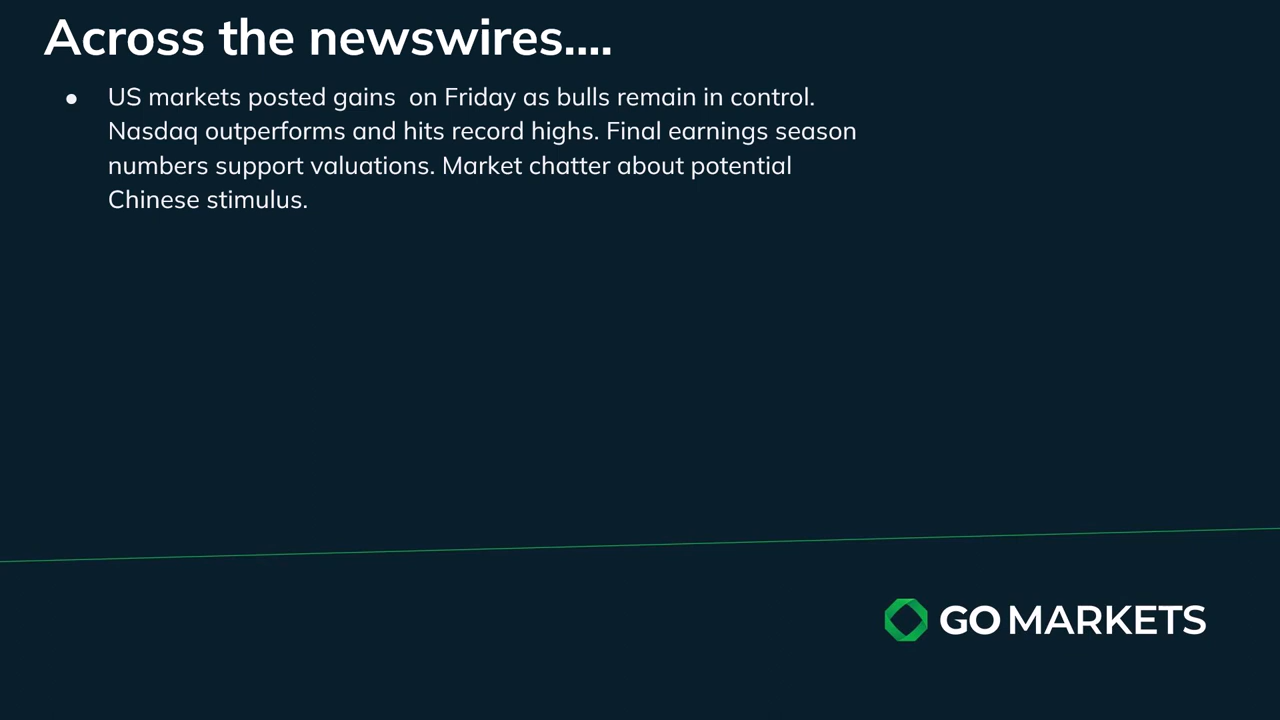 Across the newswires....
● US markets posted gains  on Friday as bulls remain in control.
Nasdaq outperforms and hits record highs. Final earnings season
numbers support valuations. Market chatter about potential
Chinese stimulus.
GO MARKETS